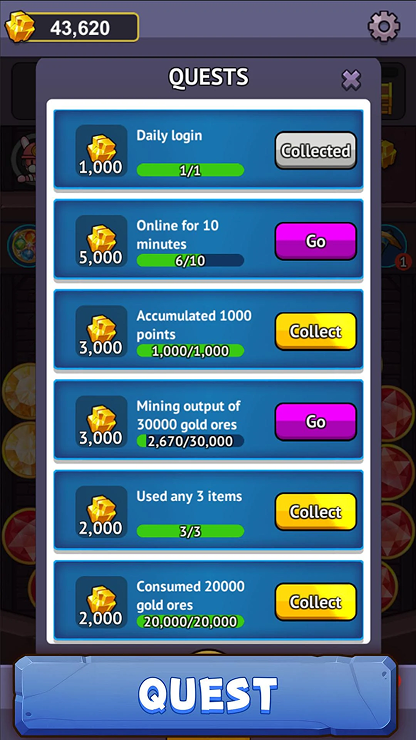 43,620
QUESTS
Daily login
1,000
1/1
Collected
Online for 10
minutes
5,000
6/10
Go
Accumulated 1000
points
3,000
1,000/1,000
Collect
Mining output of
30000 gold ores
3,000
2,670/30,000
Go
Used any 3 items
2,000
3/3
Collect
Consumed 20000
gold ores
2,000
20,000/20,000
Collect
1
QUEST